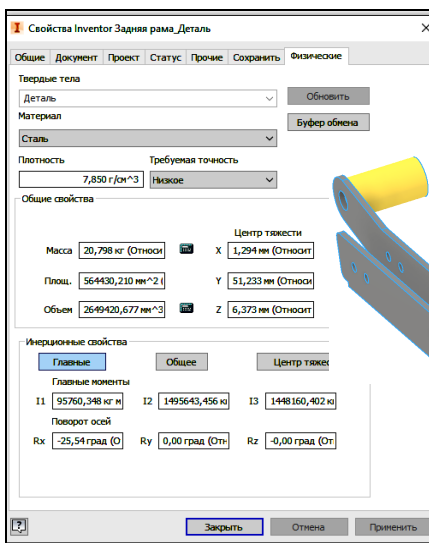 Свойства Inventor Задняя рама_Деталь
Общие Документ Проект Статус Прочие Сохранить Физические
Твердые тела
Деталь
Обновить
Материал
Буфер обмена
Сталь
Плотность Требуемая точность
7,850 г/см^3 Низкое
Общие свойства
Центр тяжести
Масса 20,798 кг (Относи X 1,294 мм (Относит
Площ. 564430,210 мм^2 ( Y 51,233 мм (Относи
Объем 2649420,677 мм^3 Z 6,373 мм (Относит
Инерционные свойства
Главные Общее Центр тяжес
Главные моменты
I1 95760,348 кг м I2 1495643,456 кг I3 1448160,402 кг
Поворот осей
Rx -25,54 град (О Ry 0,00 град (Отн Rz -0,00 град (От
Закрыть Отмена Применить